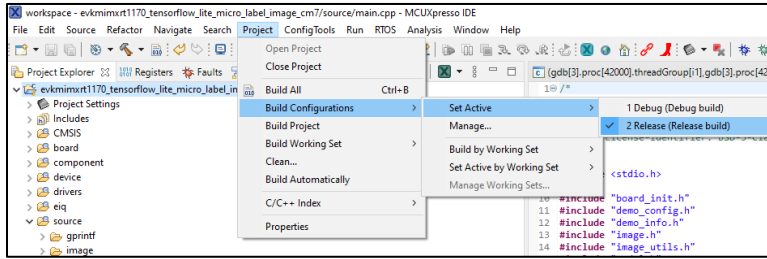 workspace - evkmimxrt1170_tensorflow_lite_micro_label_image_cm7/source/main.cpp - MCUXpresso IDE
File Edit Source Refactor Navigate Search Project ConfigTools Run RTOS Analysis Window Help
Project Explorer Registers Faults
evkmimxrt1170_tensorflow_lite_micro_label_in
Project Settings
Includes
CMSIS
board
component
device
drivers
eiq
source
gprintf
image
Open Project
Close Project
Build All Ctrl+B
Build Configurations
Build Project
Build Working Set
Clean...
Build Automatically
C/C++ Index
Properties
Set Active
Manage...
Build by Working Set
Set Active by Working Set
Manage Working Sets...
1 Debug (Debug build)
2 Release (Release build)
(gdb[3].proc[42000].threadGroup[i1],gdb[3].proc[42
1 /*
<stdio.h>
10 #include "board_init.h"
11 #include "demo_config.h"
12 #include "demo_info.h"
13 #include "image.h"
14 #include "image_utils.h"